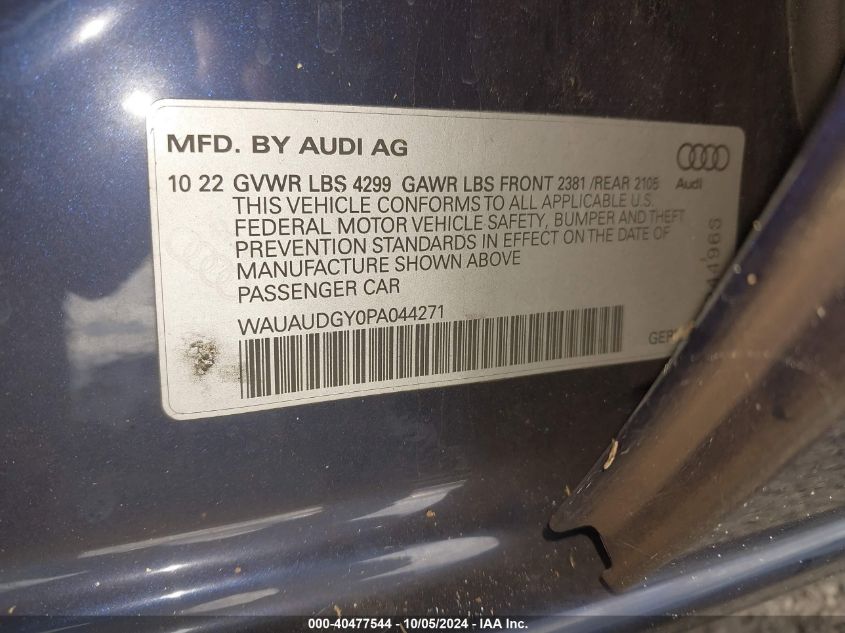 MFD. BY AUDI AG
10 22 GVWR LBS 4299 GAWR LBS FRONT 2381 /REAR 2105
Audi
THIS VEHICLE CONFORMS TO ALL APPLICABLE U.S.
FEDERAL MOTOR VEHICLE SAFETY, BUMPER AND THEFT
PREVENTION STANDARDS IN EFFECT ON THE DATE OF
MANUFACTURE SHOWN ABOVE
PASSENGER CAR
WAUAUDGY0PA044271
000-40477544 - 10/05/2024 - IAA Inc.